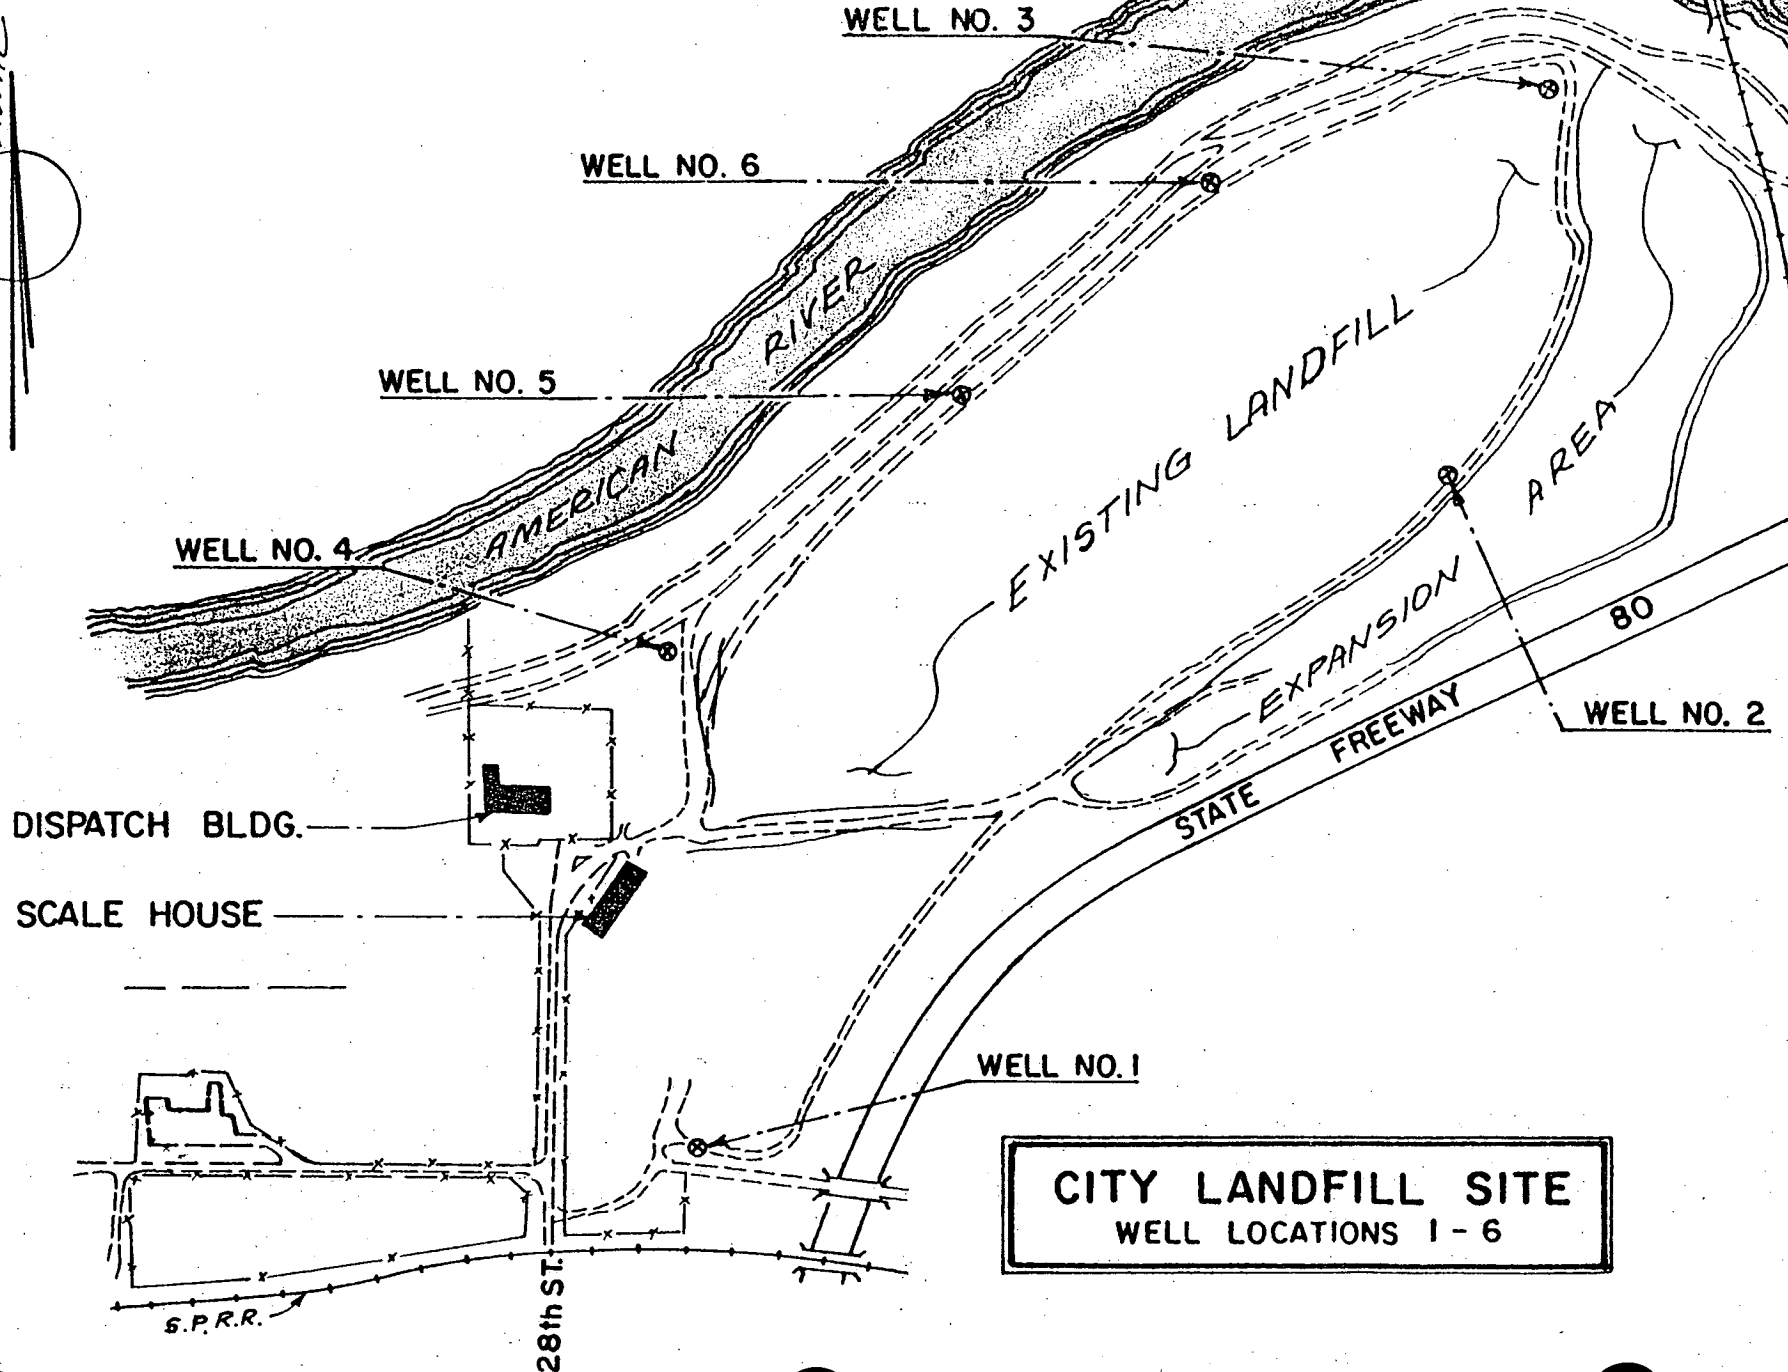 WELL NO. 3
WELL NO. 6
WELL NO. 5
WELL NO. 4
AMERICAN RIVER
EXISTING LANDFILL
EXPANSION AREA
WELL NO. 2
STATE FREEWAY 80
DISPATCH BLDG.
SCALE HOUSE
WELL NO. 1
CITY LANDFILL SITE
WELL LOCATIONS 1 - 6
28th ST.
S.P.R.R.